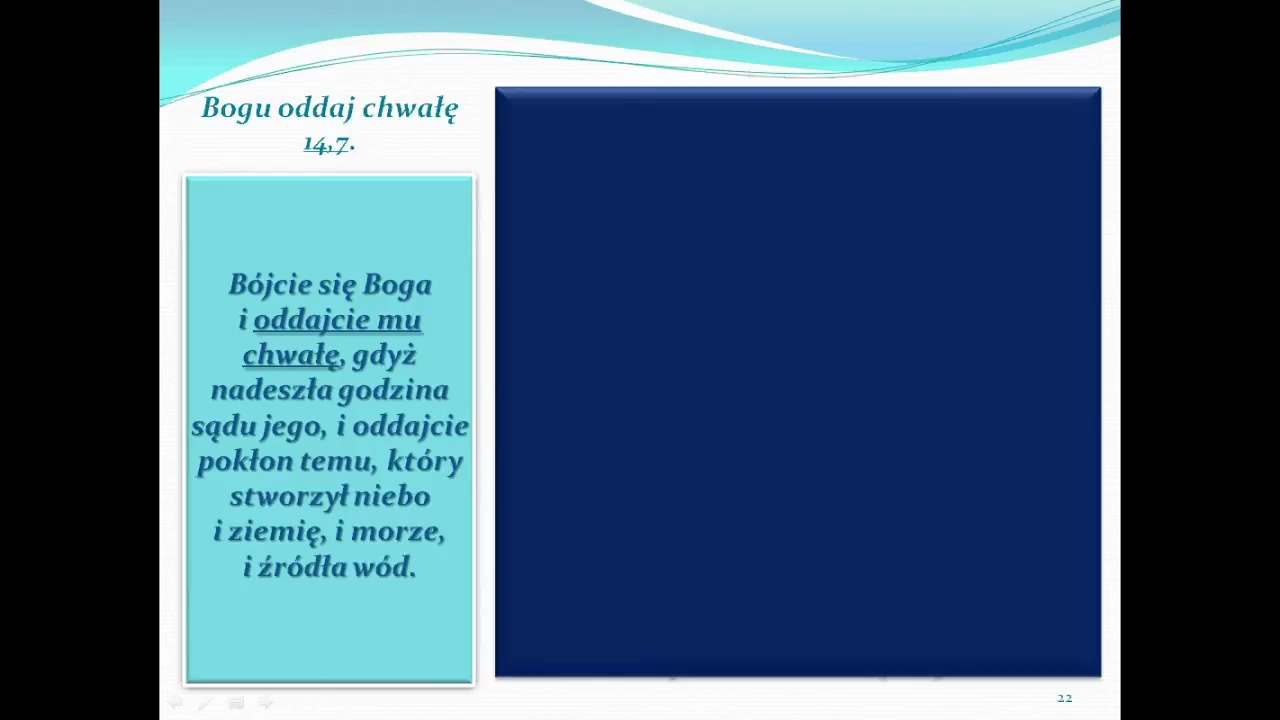 Bogu oddaj chwałę
14,7.
Bójcie się Boga
i oddajcie mu
chwałę, gdyż
nadeszła godzina
sądu jego, i oddajcie
pokłon temu, który
stworzył niebo
i ziemię, i morze,
i źródła wód.
22